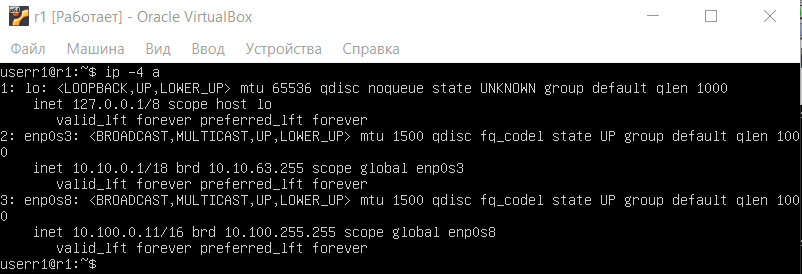 r1 [Работает] - Oracle VirtualBox
Файл Машина Вид Ввод Устройства Справка
userr1@r1:~$ ip -4 a
1: lo: <LOOPBACK,UP,LOWER_UP> mtu 65536 qdisc noqueue state UNKNOWN group default qlen 1000
    inet 127.0.0.1/8 scope host lo
       valid_lft forever preferred_lft forever
2: enp0s3: <BROADCAST,MULTICAST,UP,LOWER_UP> mtu 1500 qdisc fq_codel state UP group default qlen 100
0
    inet 10.10.0.1/18 brd 10.10.63.255 scope global enp0s3
       valid_lft forever preferred_lft forever
3: enp0s8: <BROADCAST,MULTICAST,UP,LOWER_UP> mtu 1500 qdisc fq_codel state UP group default qlen 100
0
    inet 10.100.0.11/16 brd 10.100.255.255 scope global enp0s8
       valid_lft forever preferred_lft forever
userr1@r1:~$